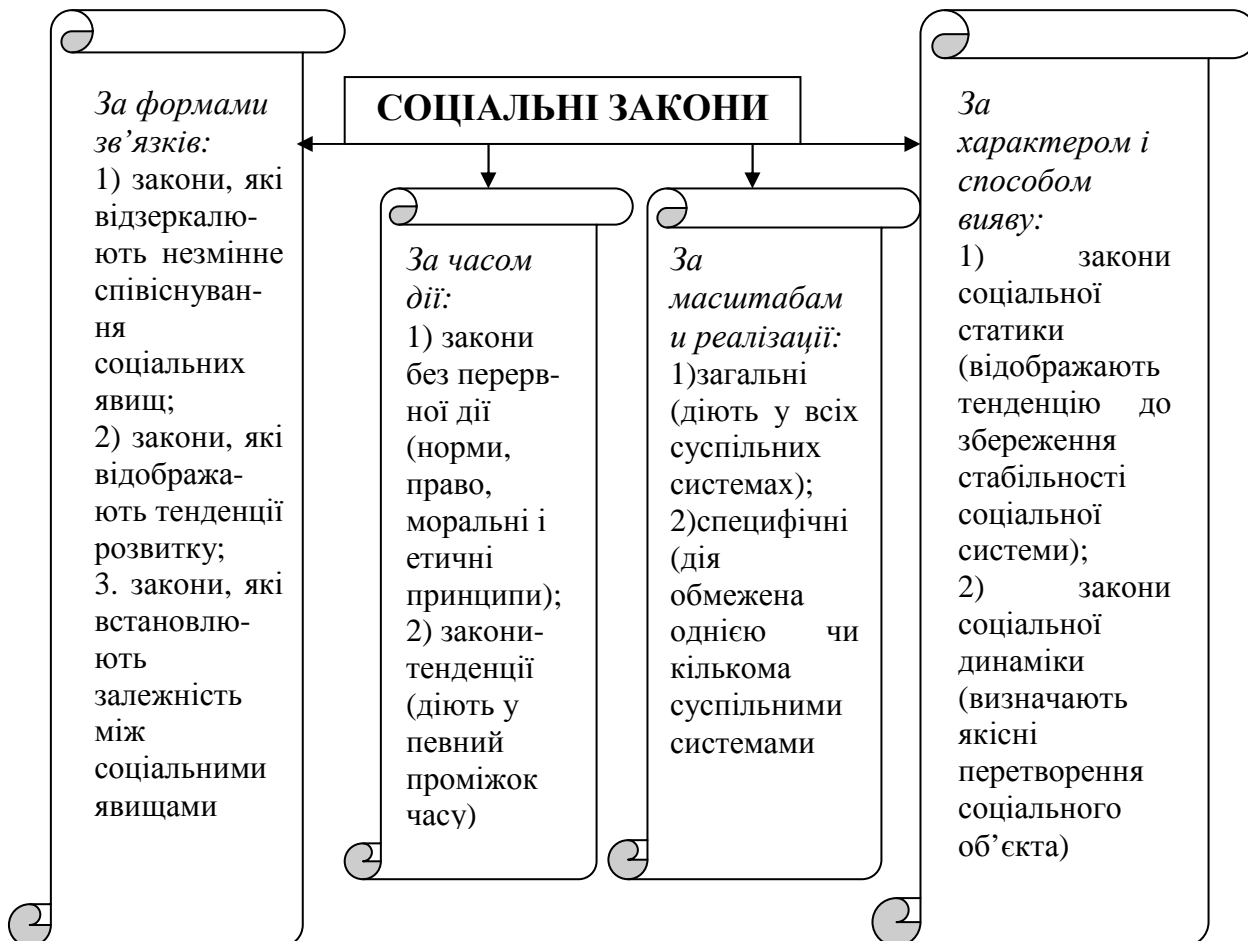 СОЦІАЛЬНІ ЗАКОНИ
За формами
зв’язків:
1) закони, які
відзеркалю-
ють незмінне
співіснуван-
ня
соціальних
явищ;
2) закони, які
відобража-
ють тенденції
розвитку;
3. закони, які
встановлю-
ють
залежність
між
соціальними
явищами
За часом
дії:
1) закони
без перерв-
ної дії
(норми,
право,
моральні і
етичні
принципи);
2) закони-
тенденції
(діють у
певний
проміжок
часу)
За
масштабам
и реалізації:
1)загальні
(діють у всіх
суспільних
системах);
2)специфічні
(дія
обмежена
однією чи
кількома
суспільними
системами
За
характером і
способом
вияву:
1) закони
соціальної
статики
(відображають
тенденцію до
збереження
стабільності
соціальної
системи);
2) закони
соціальної
динаміки
(визначають
якісні
перетворення
соціального
об’єкта)